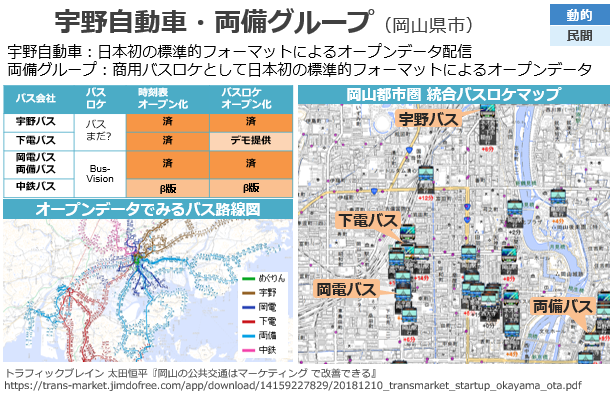 宇野自動車・両備グループ（岡山県市）
動的
民間
宇野自動車：日本初の標準的フォーマットによるオープンデータ配信
両備グループ：商用バスロケとして日本初の標準的フォーマットによるオープンデータ
バス会社 バスロケ 時刻表オープン化 バスロケオープン化
宇野バス バスまだ? 済 済
下電バス 済 デモ提供
岡電バス 両備バス Bus-Vision 済 済
中鉄バス β版 β版
オープンデータでみるバス路線図
めぐりん
宇野
岡電
下電
両備
中鉄
岡山都市圏 統合バスロケマップ
宇野バス
下電バス
岡電バス
両備バス
トラフィックブレイン 太田恒平『岡山の公共交通はマーケティング で改善できる』
https://trans-market.jimdofree.com/app/download/14159227829/20181210_transmarket_startup_okayama_ota.pdf